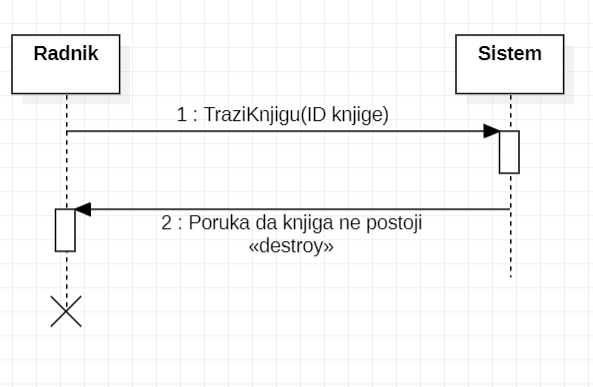 Radnik
Sistem
1 : TraziKnjigu(ID knjige)
2 : Poruka da knjiga ne postoji
«destroy»